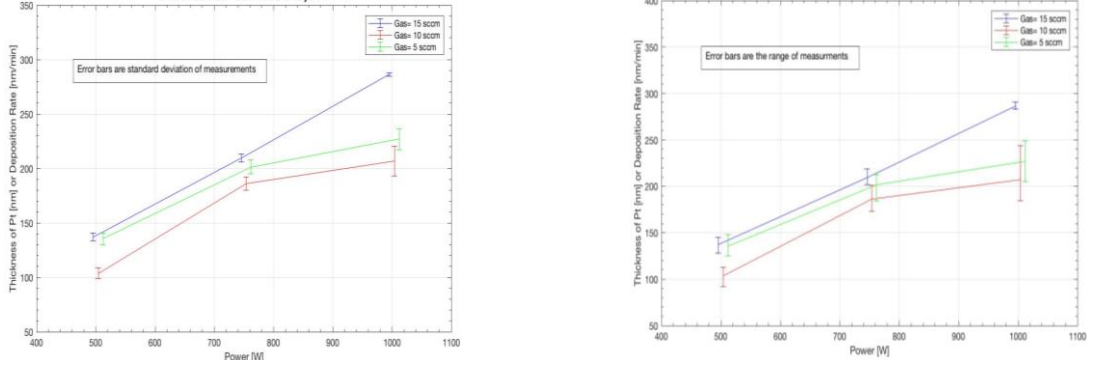 350
300
250
200
150
100
50
400
500
600
700
800
900
1000
1100
Thickness of Pt [nm] or Deposition Rate [nm/min]
Power [W]
Error bars are standard deviation of measurements
Gas= 15 sccm
Gas= 10 sccm
Gas= 5 sccm
400
350
300
250
200
150
100
50
400
500
600
700
800
900
1000
1100
Thickness of Pt [nm] or Deposition Rate [nm/min]
Power [W]
Error bars are the range of measurments
Gas= 15 sccm
Gas= 10 sccm
Gas= 5 sccm